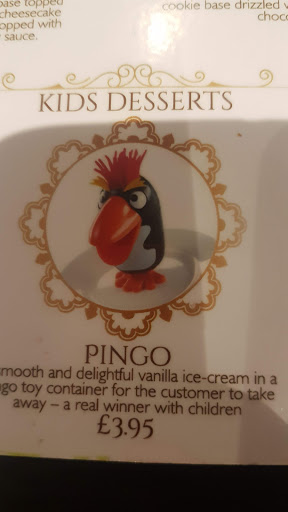 base topped
cheesecake
opped with
sauce.
cookie base drizzled
choc
KIDS DESSERTS
PINGO
mooth and delightful vanilla ice-cream in a
go toy container for the customer to take
away – a real winner with children
£3.95